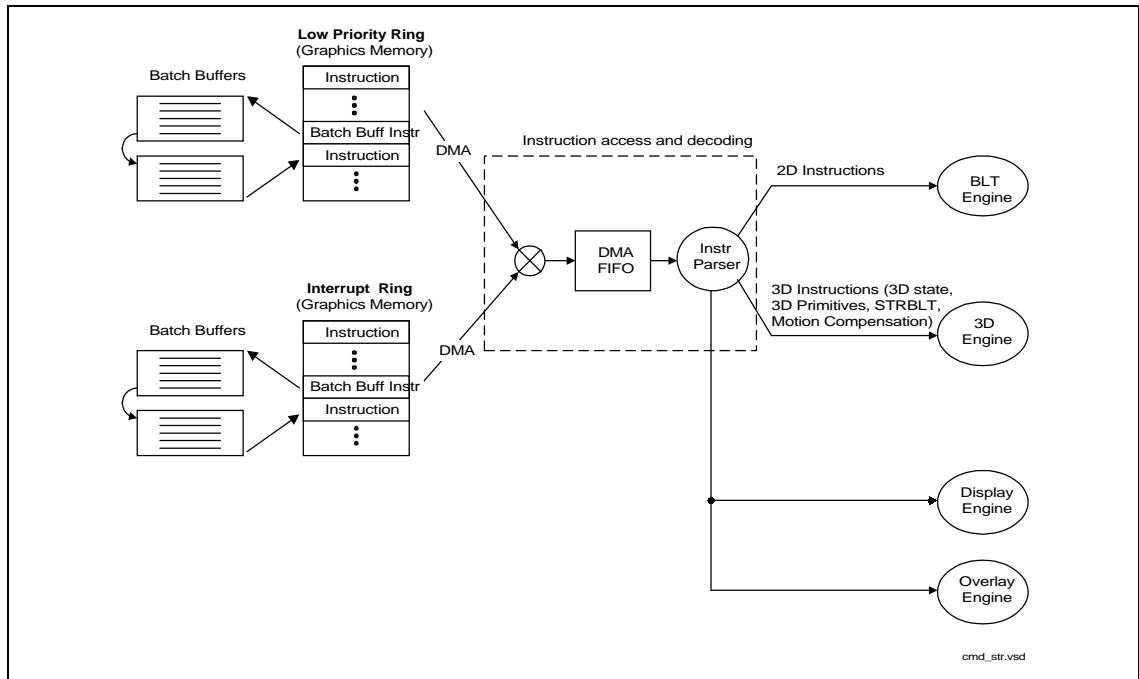 Low Priority Ring
(Graphics Memory)
Batch Buffers
Instruction
Batch Buff Instr
Instruction
DMA
Instruction access and decoding
2D Instructions
BLT
Engine
DMA
FIFO
Instr
Parser
3D Instructions (3D state,
3D Primitives, STRBLT,
Motion Compensation)
3D
Engine
Interrupt Ring
(Graphics Memory)
Batch Buffers
Instruction
DMA
Batch Buff Instr
Instruction
Display
Engine
Overlay
Engine
cmd_str.vsd